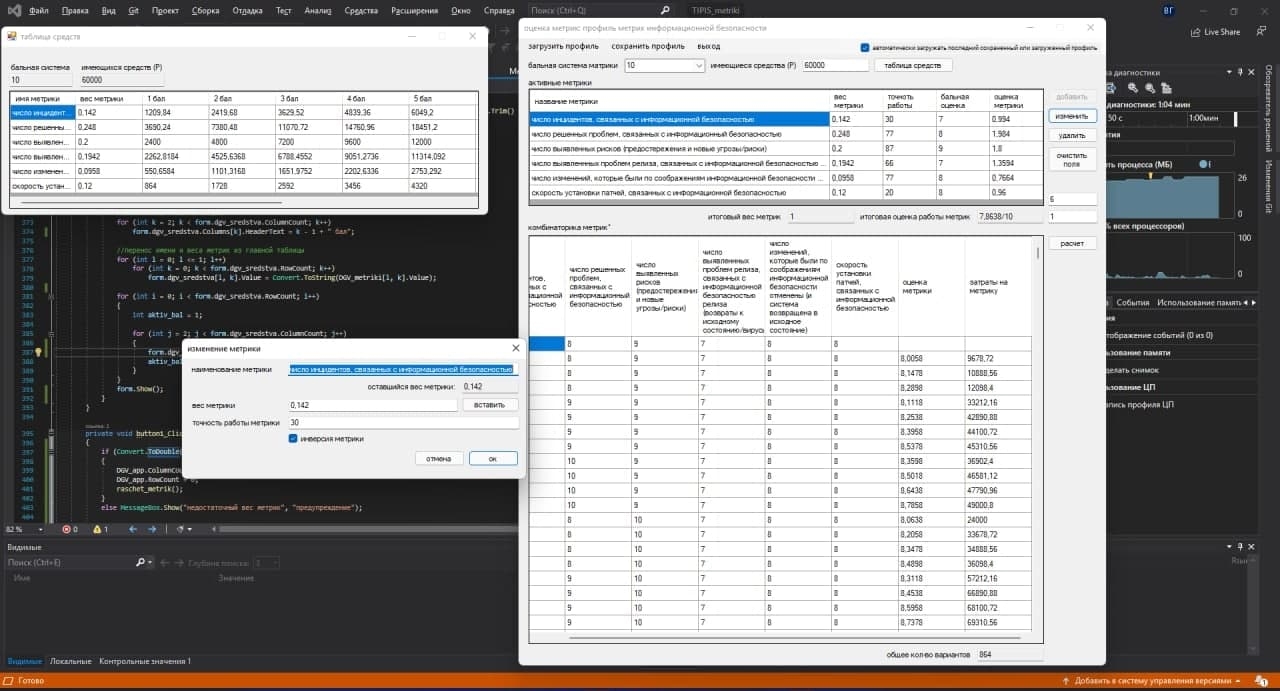 Файл Правка Вид Git Проект Сборка Отладка Тест Анализ Средства Расширения Окно Справка Поиск (Ctrl+Q) TIPIS_metriki ВГ
Live Share
таблица средств
бальная система имеющихся средств (Р)
10 60000
имя метрики вес метрики 1 бал 2 бал 3 бал 4 бал 5 бал
число инцидент... 0,142 1209,84 2419,68 3629,52 4839,36 6049,2
число решенны... 0,248 3690,24 7380,48 11070,72 14760,96 18451,2
число выявлен... 0.2 2400 4800 7200 9600 12000
число выявлен... 0,1942 2262,8184 4525,6368 6788,4552 9051,2736 11314,092
число изменен... 0,0958 550,6584 1101,3168 1651,9752 2202,6336 2753,292
скорость устан... 0.12 864 1728 2592 3456 4320
оценка метрик: профиль метрик информационной безопасности
загрузить профиль сохранить профиль выход
автоматически загружать последний сохраненный или загруженный профиль
бальная система матрики 10 имеющиеся средства (Р) 60000 таблица средств
активные метрики
название метрики вес метрики точность работы бальная оценка оценка метрики
число инцидентов, связанных с информационной безопасностью 0,142 30 7 0.994
число решенных проблем, связанных с информационный безопасностью 0,248 77 8 1.984
число выявленных рисков (предостережения и новые угрозы/риски) 0.2 87 9 1.8
число выявленных проблем релиза, связанных с информационной безопасностью ... 0,1942 66 7 1.3594
число изменений, которые были по соображениям информационной безопасности ... 0,0958 77 8 0,7664
скорость установки патчей, связанных с информационной безопасностью 0.12 20 8 0.96
добавить
изменить
удалить
очистить
поля
6
1
расчет
итоговый вес метрик 1 итоговая оценка работы метрик 7,8638/10
комбинаторика метрик"
число решенных проблем, связанных с информационный безопасностью
число выявленных рисков (предостережения и новые угрозы/риски)
число выявленных проблем релиза, связанных с информационной безопасностью релиза (возвраты к исходному состоянию/вирус
число изменений, которые были по соображениям информационной безопасности отменены (и система возвращена в исходное состояние)
скорость установки патчей, связанных с информационной безопасностью
оценка метрики
затраты на метрику
8 9 7 8 8
8 9 7 8 8 8,0058 9678,72
8 9 7 8 8 8,1478 10888,56
8 9 7 8 8 8,2898 12098,4
9 9 7 8 8 8,1118 33212,16
9 9 7 8 8 8,2538 42890,88
9 9 7 8 8 8,3958 44100,72
9 9 7 8 8 8,5378 45310,56
10 9 7 8 8 8,3598 36902,4
10 9 7 8 8 8,5018 46581,12
10 9 7 8 8 8,6438 47790,96
10 9 7 8 8 8,7858 49000,8
8 10 7 8 8 8,0638 24000
8 10 7 8 8 8,2058 33678,72
8 10 7 8 8 8,3478 34888,56
8 10 7 8 8 8,4898 36098,4
9 10 7 8 8 8,3118 57212,16
9 10 7 8 8 8,4538 66890,88
9 10 7 8 8 8,5958 68100,72
9 10 7 8 8 8,7378 69310,56
общее кол-во вариантов 864
for (int k = 2; k < form.dgv_sredstva.ColumnCount; k++)
form.dgv_sredstva.Columns[k].HeaderText = k - 1 + " бал";
//перенос имени и веса метрик из главной таблицы
for (int l = 0; l <= 1; l++)
for (int k = 0; k < form.dgv_sredstva.RowCount; k++)
form.dgv_sredstva[l, k].Value = Convert.ToString(DGV_metriki[l, k].Value);
for (int i = 0; i < form.dgv_sredstva.RowCount; i++)
{
int aktiv_bal = 1;
for (int j = 2; j < form.dgv_sredstva.ColumnCount; j++)
{
form.dgv_
aktiv_bal
}
}
form.Show();
}
}
private void button1_Clic
{
if (Convert.ToDouble(
{
DGV_app.ColumnCou
DGV_app.RowCount = 0;
raschet_metrik();
}
else MessageBox.Show("недостаточный вес метрик", "предупреждение");
изменение метрики
наименование метрики число инцидентов, связанных с информационной безопасностью
оставшийся вес метрики: 0,142
вес метрики 0,142 вставить
точность работы метрики 30
инверсия метрики
отмена ок
82 % 0 1
Видимые
Поиск (Ctrl+E) Глубина поиска: 3
Имя Значение
Язык
Видимые Локальные Контрольные значения 1
Готово
Добавить в систему управления версиями
а диагностики
диагностики: 1:04 мин
50 с 1:00мин
тия
ть процесса (МБ)
26
0
% всех процессоров)
100
0
События Использование памяти
ия
тображение событий (0 из 0)
ьзование памяти
делать снимок
ьзование ЦП
апись профиля ЦП
Обозреватель решений
Изменения Git